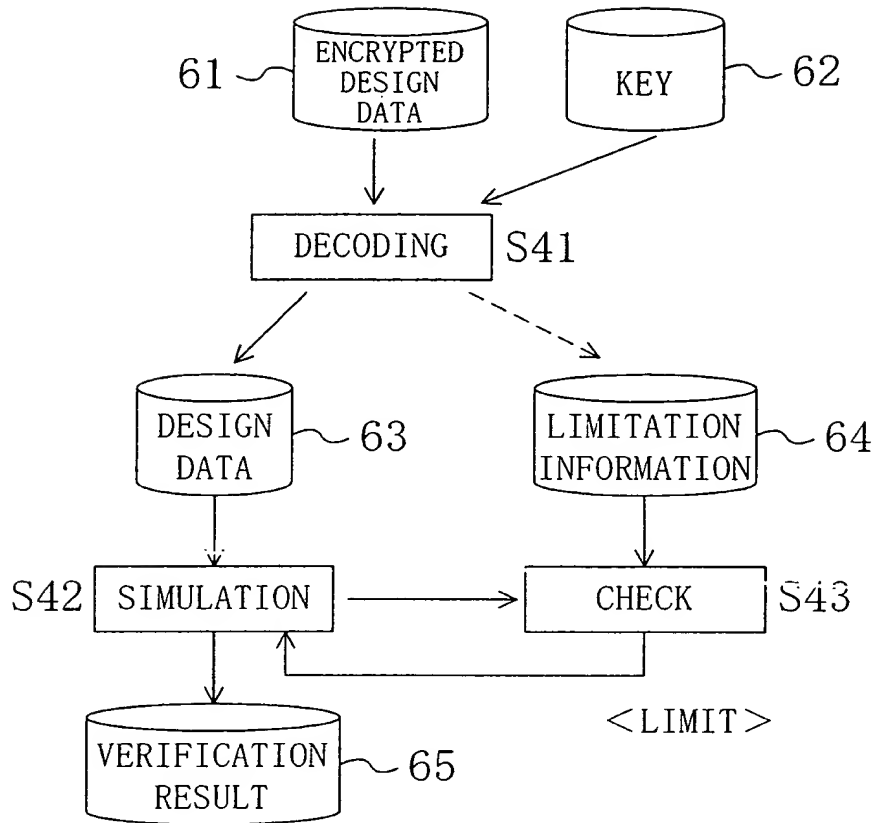 61
ENCRYPTED
DESIGN
DATA
KEY
62
DECODING
S41
DESIGN
DATA
63
LIMITATION
INFORMATION
64
S42
SIMULATION
CHECK
S43
<LIMIT>
VERIFICATION
RESULT
65